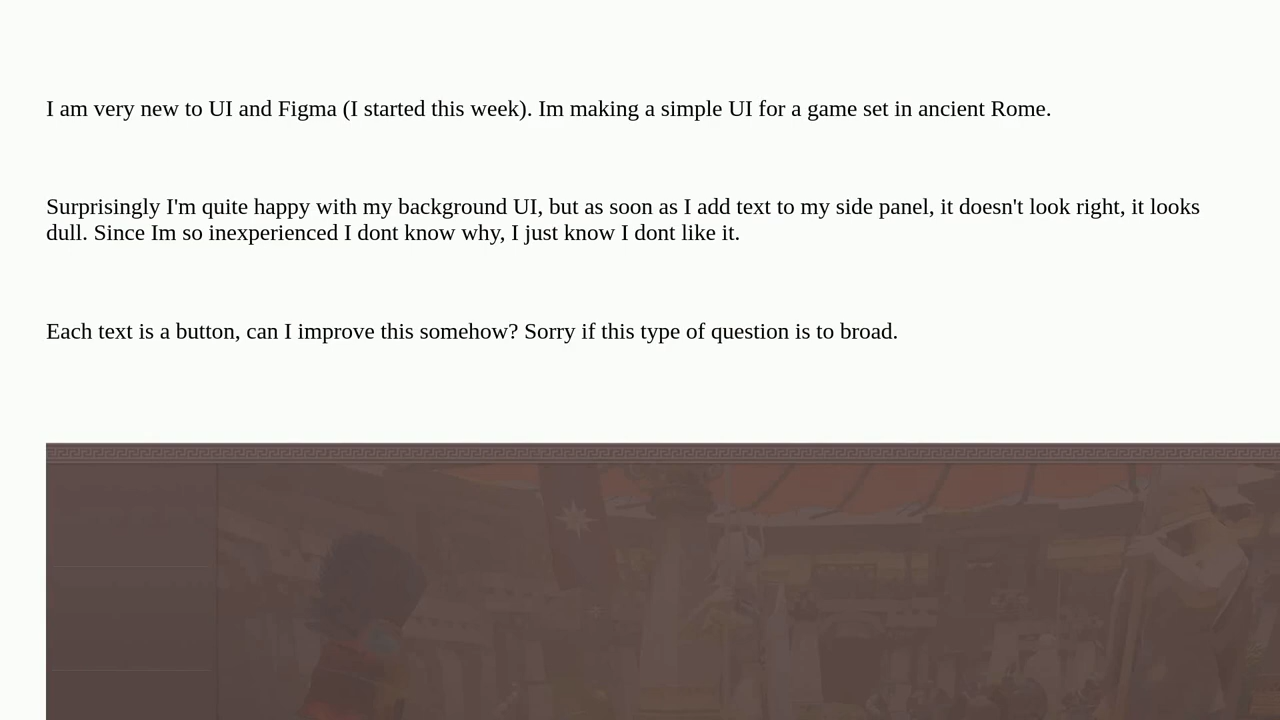 I am very new to UI and Figma (I started this week). Im making a simple UI for a game set in ancient Rome.
Surprisingly I'm quite happy with my background UI, but as soon as I add text to my side panel, it doesn't look right, it looks
dull. Since Im so inexperienced I dont know why, I just know I dont like it.
Each text is a button, can I improve this somehow? Sorry if this type of question is to broad.